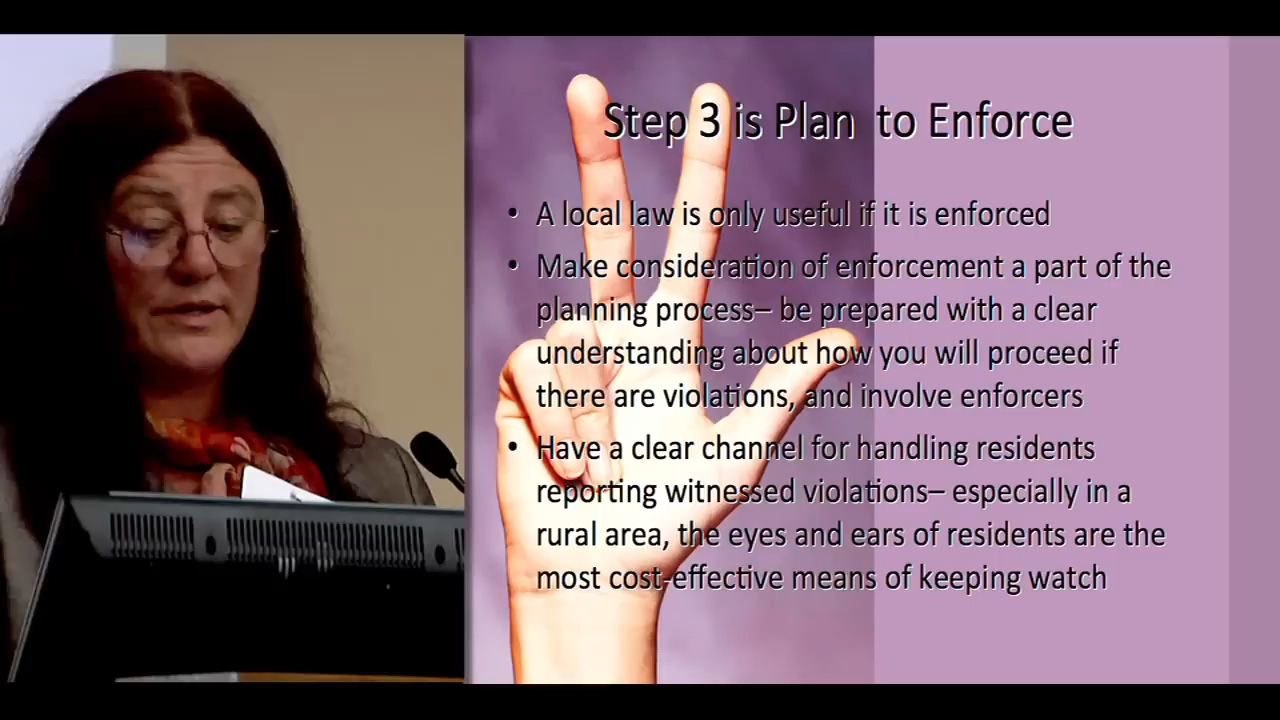 Step 3 is Plan to Enforce
• A local law is only useful if it is enforced
• Make consideration of enforcement a part of the
planning process– be prepared with a clear
understanding about how you will proceed if
there are violations, and involve enforcers
• Have a clear channel for handling residents
reporting witnessed violations– especially in a
rural area, the eyes and ears of residents are the
most cost-effective means of keeping watch